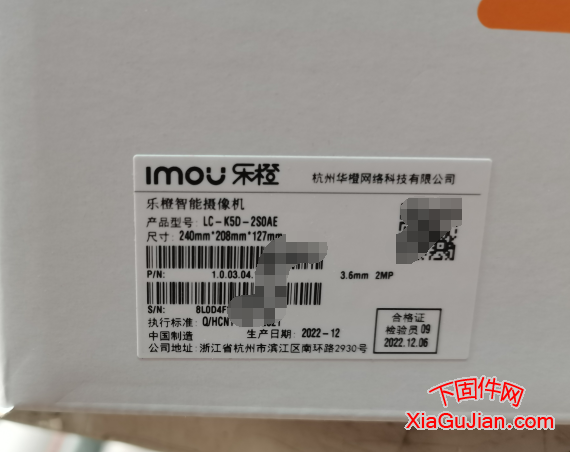 imou 乐橙
杭州华橙网络科技有限公司
乐橙智能摄像机
产品型号: LC-K5D-2S0AE
尺寸: 240mm*208mm*127mm
P/N: 1.0.03.04.
3.6mm 2MP
S/N: 8L0D4F
执行标准: Q/HCN
中国制造
生产日期: 2022-12
公司地址: 浙江省杭州市滨江区南环路2930号
合格证
检验员 09
2022.12.06
下固件网
XiaGuJian.com